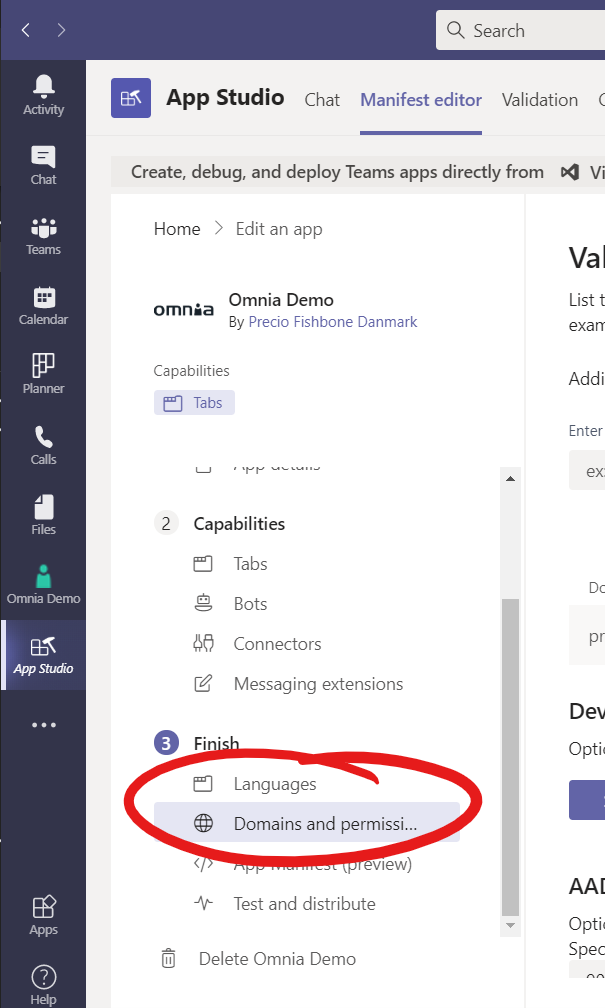 Search
Activity
Chat
Teams
Calendar
Planner
Calls
Files
Omnia Demo
App Studio
Apps
Help
App Studio Chat Manifest editor Validation
Create, debug, and deploy Teams apps directly from Vi
Home > Edit an app
omnia
Omnia Demo
By Precio Fishbone Danmark
Capabilities
Tabs
App details
2 Capabilities
Tabs
Bots
Connectors
Messaging extensions
3 Finish
Languages
Domains and permissi...
App manifest (preview)
Test and distribute
Delete Omnia Demo
Val
List t
exam
Addi
Enter
ex:
Do
pr
Dev
Optio
AAD
Optio
Spec